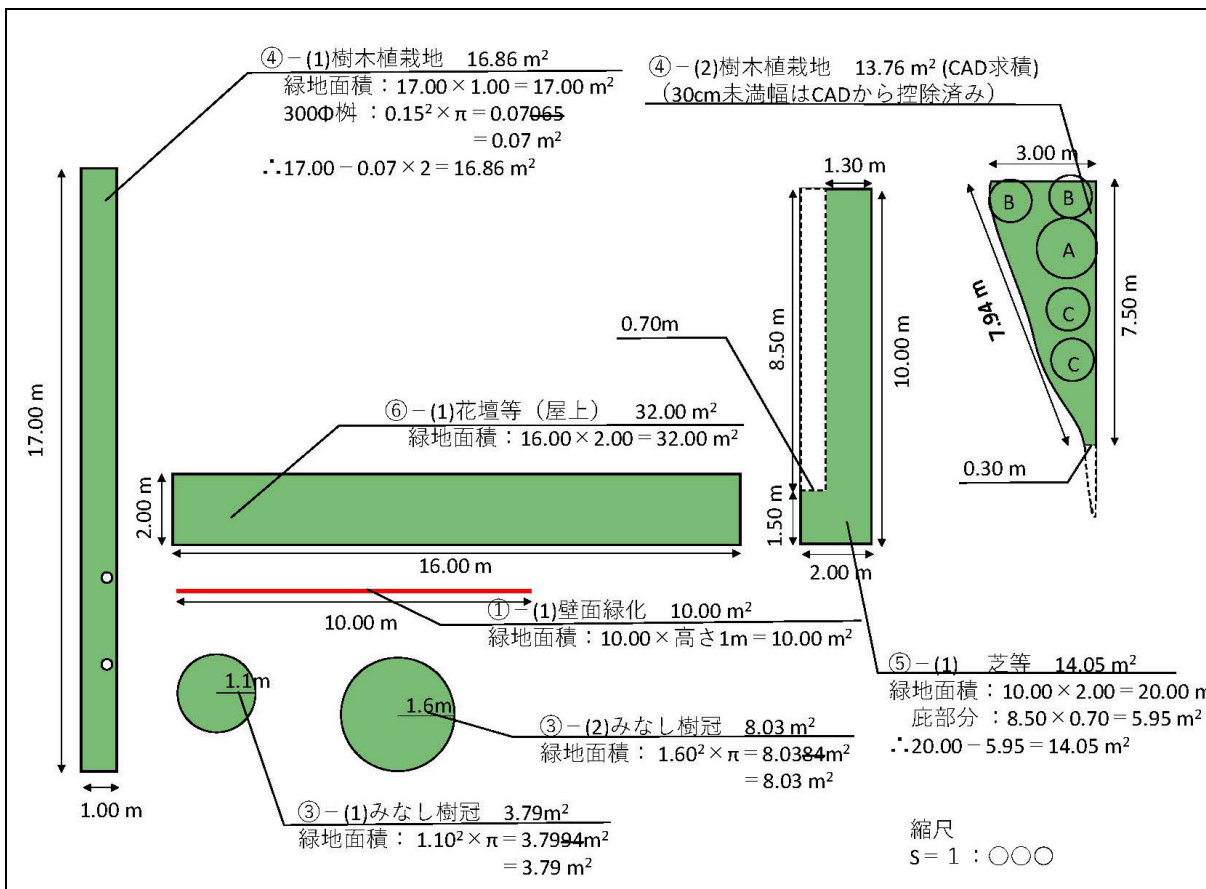 ④－(1)樹木植栽地　16.86 m²
緑地面積：17.00 × 1.00 = 17.00 m²
300Φ桝 ：0.15² × π = 0.07065
= 0.07 m²
∴17.00 − 0.07 × 2 = 16.86 m²
④－(2)樹木植栽地　13.76 m² (CAD求積)
（30cm未満幅はCADから控除済み）
17.00 m
1.00 m
1.30 m
8.50 m
10.00 m
0.70m
1.50 m
2.00 m
3.00 m
B
B
A
C
C
7.94 m
7.50 m
0.30 m
⑥－(1)花壇等（屋上）　32.00 m²
緑地面積：16.00 × 2.00 = 32.00 m²
2.00 m
16.00 m
10.00 m
①－(1)壁面緑化　10.00 m²
緑地面積：10.00 × 高さ1m = 10.00 m²
1.1m
1.6m
③－(2)みなし樹冠　8.03 m²
緑地面積： 1.60² × π = 8.0384m²
= 8.03 m²
③－(1)みなし樹冠　3.79m²
緑地面積： 1.10² × π = 3.7994m²
= 3.79 m²
⑤－(1)　芝等　14.05 m²
緑地面積：10.00 × 2.00 = 20.00 m
庇部分 ：8.50 × 0.70 = 5.95 m²
∴20.00 − 5.95 = 14.05 m²
縮尺
S＝１：○○○